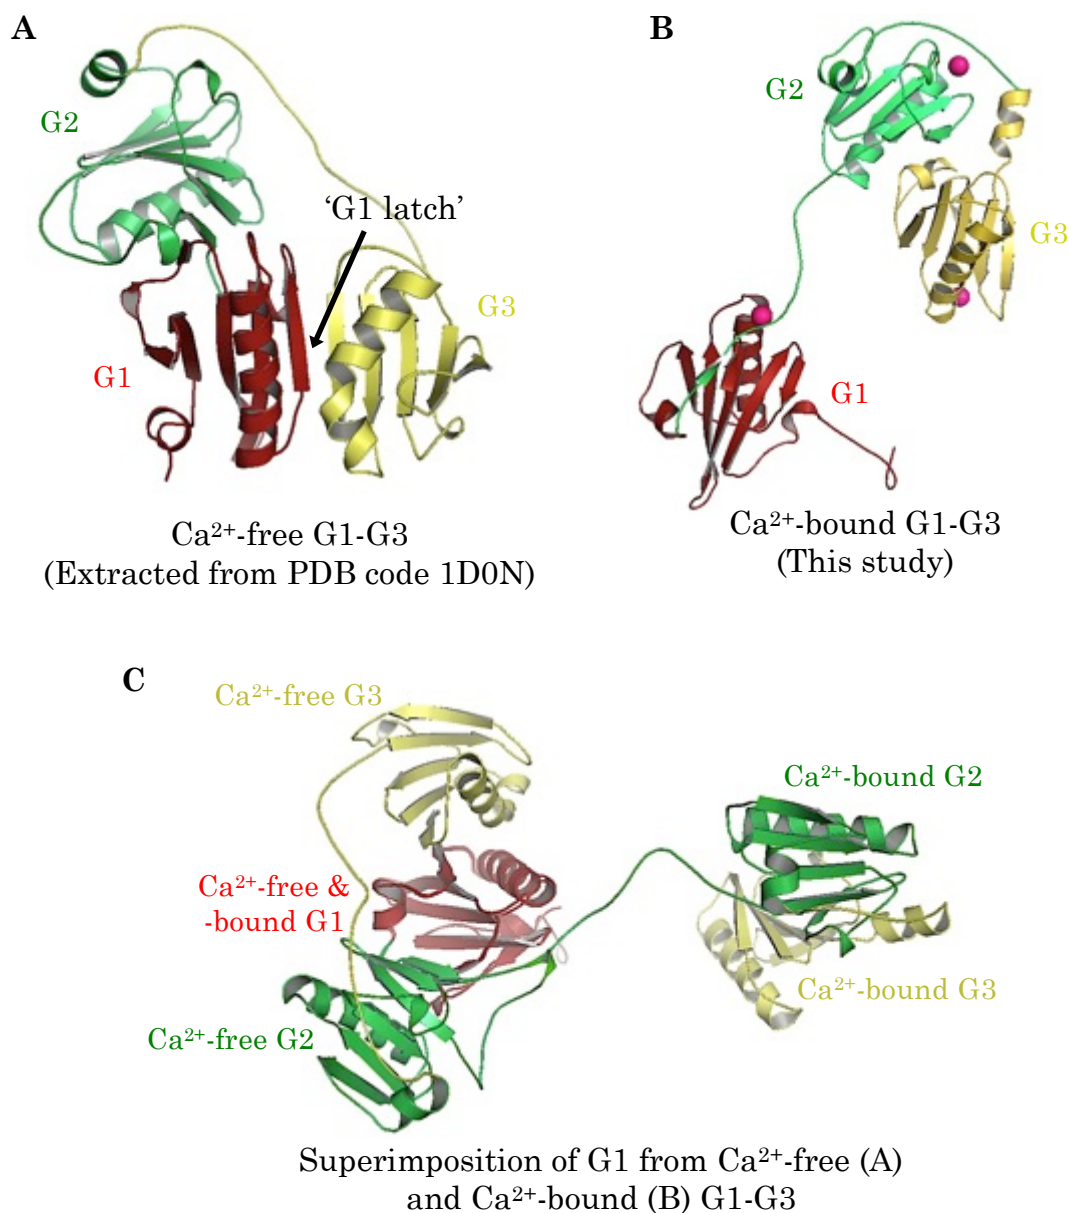 A
G2
'G1 latch'
G3
G1
Ca²⁺-free G1-G3
(Extracted from PDB code 1D0N)
B
G2
G3
G1
Ca²⁺-bound G1-G3
(This study)
C
Ca²⁺-free G3
Ca²⁺-bound G2
Ca²⁺-free &
-bound G1
Ca²⁺-bound G3
Ca²⁺-free G2
Superimposition of G1 from Ca²⁺-free (A)
and Ca²⁺-bound (B) G1-G3